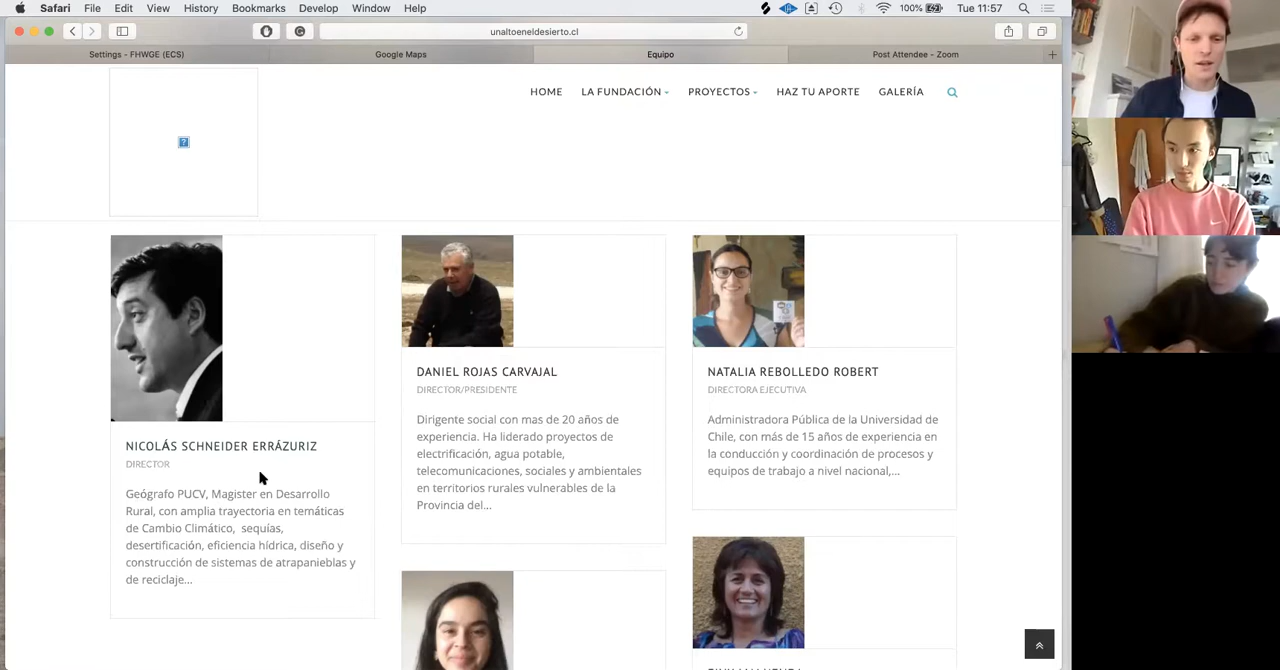 Safari File Edit View History Bookmarks Develop Window Help 100% Tue 11:57
unaltoeneldesierto.cl
Settings - FHWGE (ECS) Google Maps Equipo Post Attendee - Zoom
HOME LA FUNDACIÓN PROYECTOS HAZ TU APORTE GALERÍA
?
NICOLÁS SCHNEIDER ERRÁZURIZ
DIRECTOR
Geógrafo PUCV, Magister en Desarrollo
Rural, con amplia trayectoria en temáticas
de Cambio Climático, sequías,
desertificación, eficiencia hídrica, diseño y
construcción de sistemas de atrapanieblas y
de reciclaje...
DANIEL ROJAS CARVAJAL
DIRECTOR/PRESIDENTE
Dirigente social con mas de 20 años de
experiencia. Ha liderado proyectos de
electrificación, agua potable,
telecomunicaciones, sociales y ambientales
en territorios rurales vulnerables de la
Provincia del...
NATALIA REBOLLEDO ROBERT
DIRECTORA EJECUTIVA
Administradora Pública de la Universidad de
Chile, con más de 15 años de experiencia en
la conducción y coordinación de procesos y
equipos de trabajo a nivel nacional,...